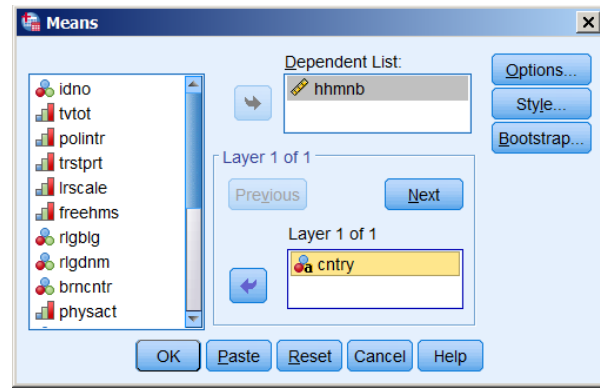 Means
idno
tvtot
polintr
trstprt
lrscale
freehms
rlgblg
rlgdnm
brncntr
physact
Dependent List:
hhmnb
Layer 1 of 1
Previous
Next
Layer 1 of 1
a cntry
Options...
Style...
Bootstrap...
OK
Paste
Reset
Cancel
Help